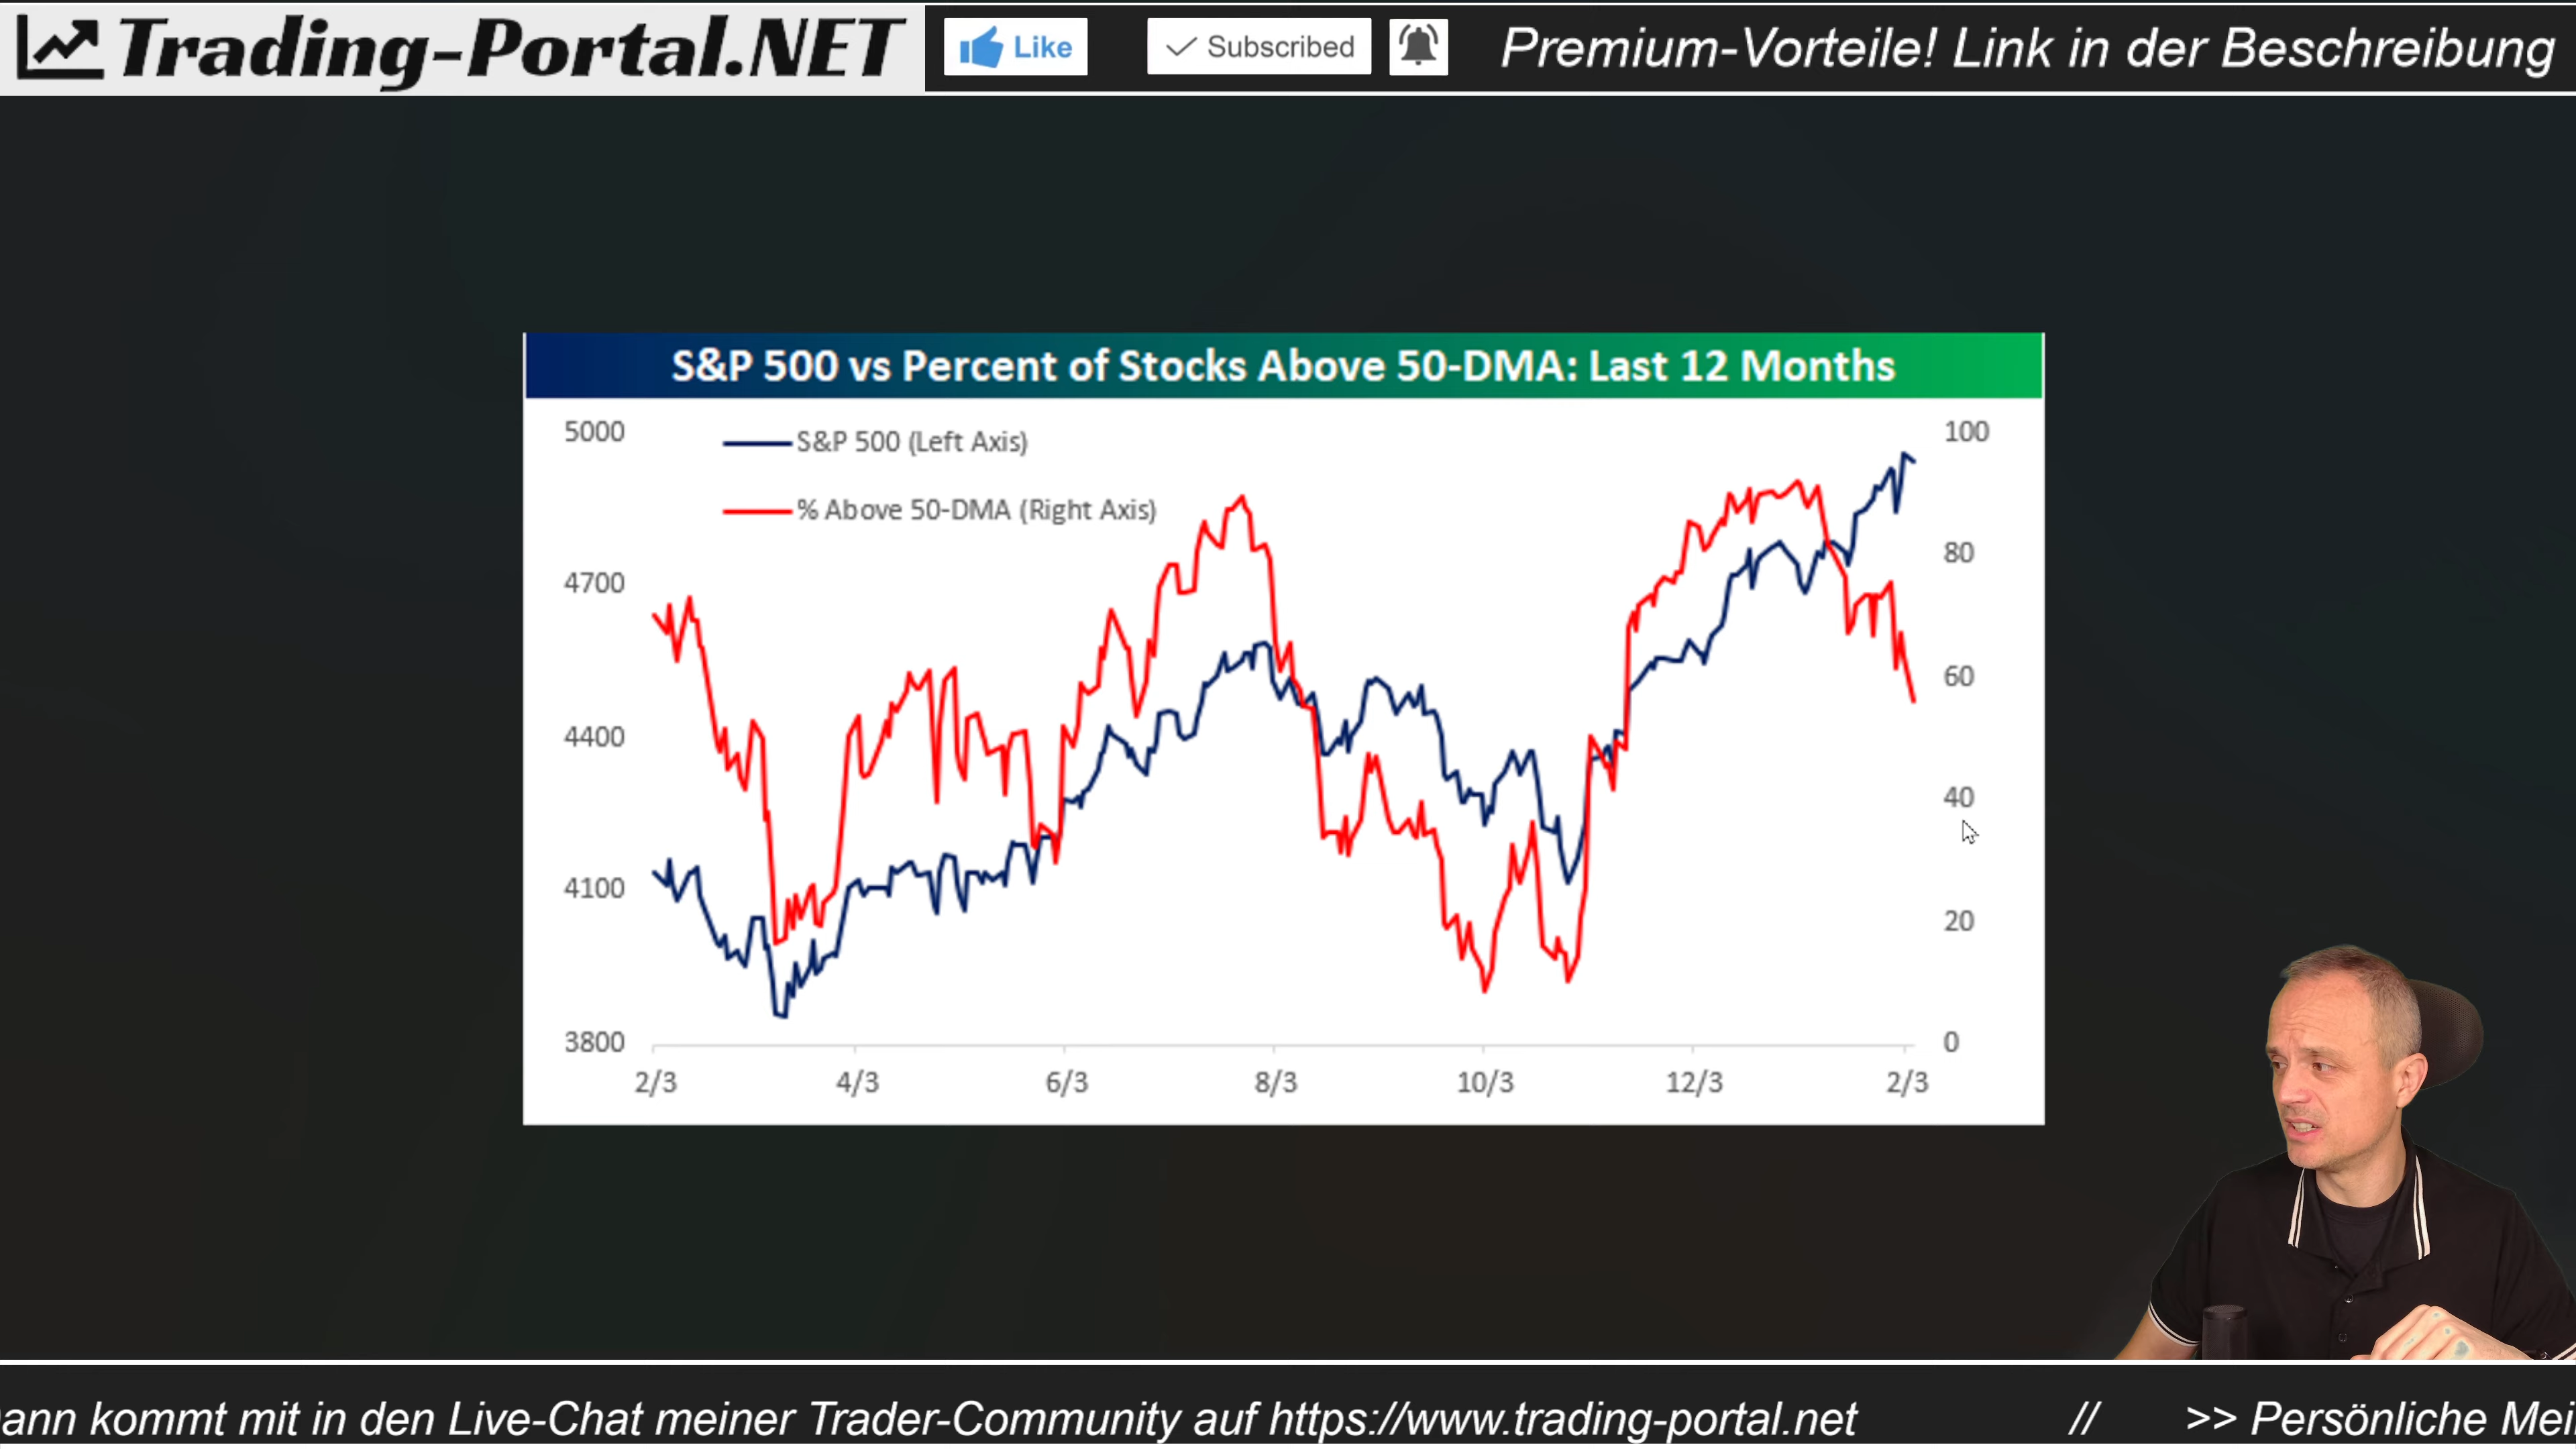 Trading-Portal.NET
Like
Subscribed
Premium-Vorteile! Link in der Beschreibung
S&P 500 vs Percent of Stocks Above 50-DMA: Last 12 Months
S&P 500 (Left Axis)
% Above 50-DMA (Right Axis)
5000
4700
4400
4100
3800
100
80
60
40
20
0
2/3 4/3 6/3 8/3 10/3 12/3 2/3
ann kommt mit in den Live-Chat meiner Trader-Community auf https://www.trading-portal.net // >> Persönliche Mei